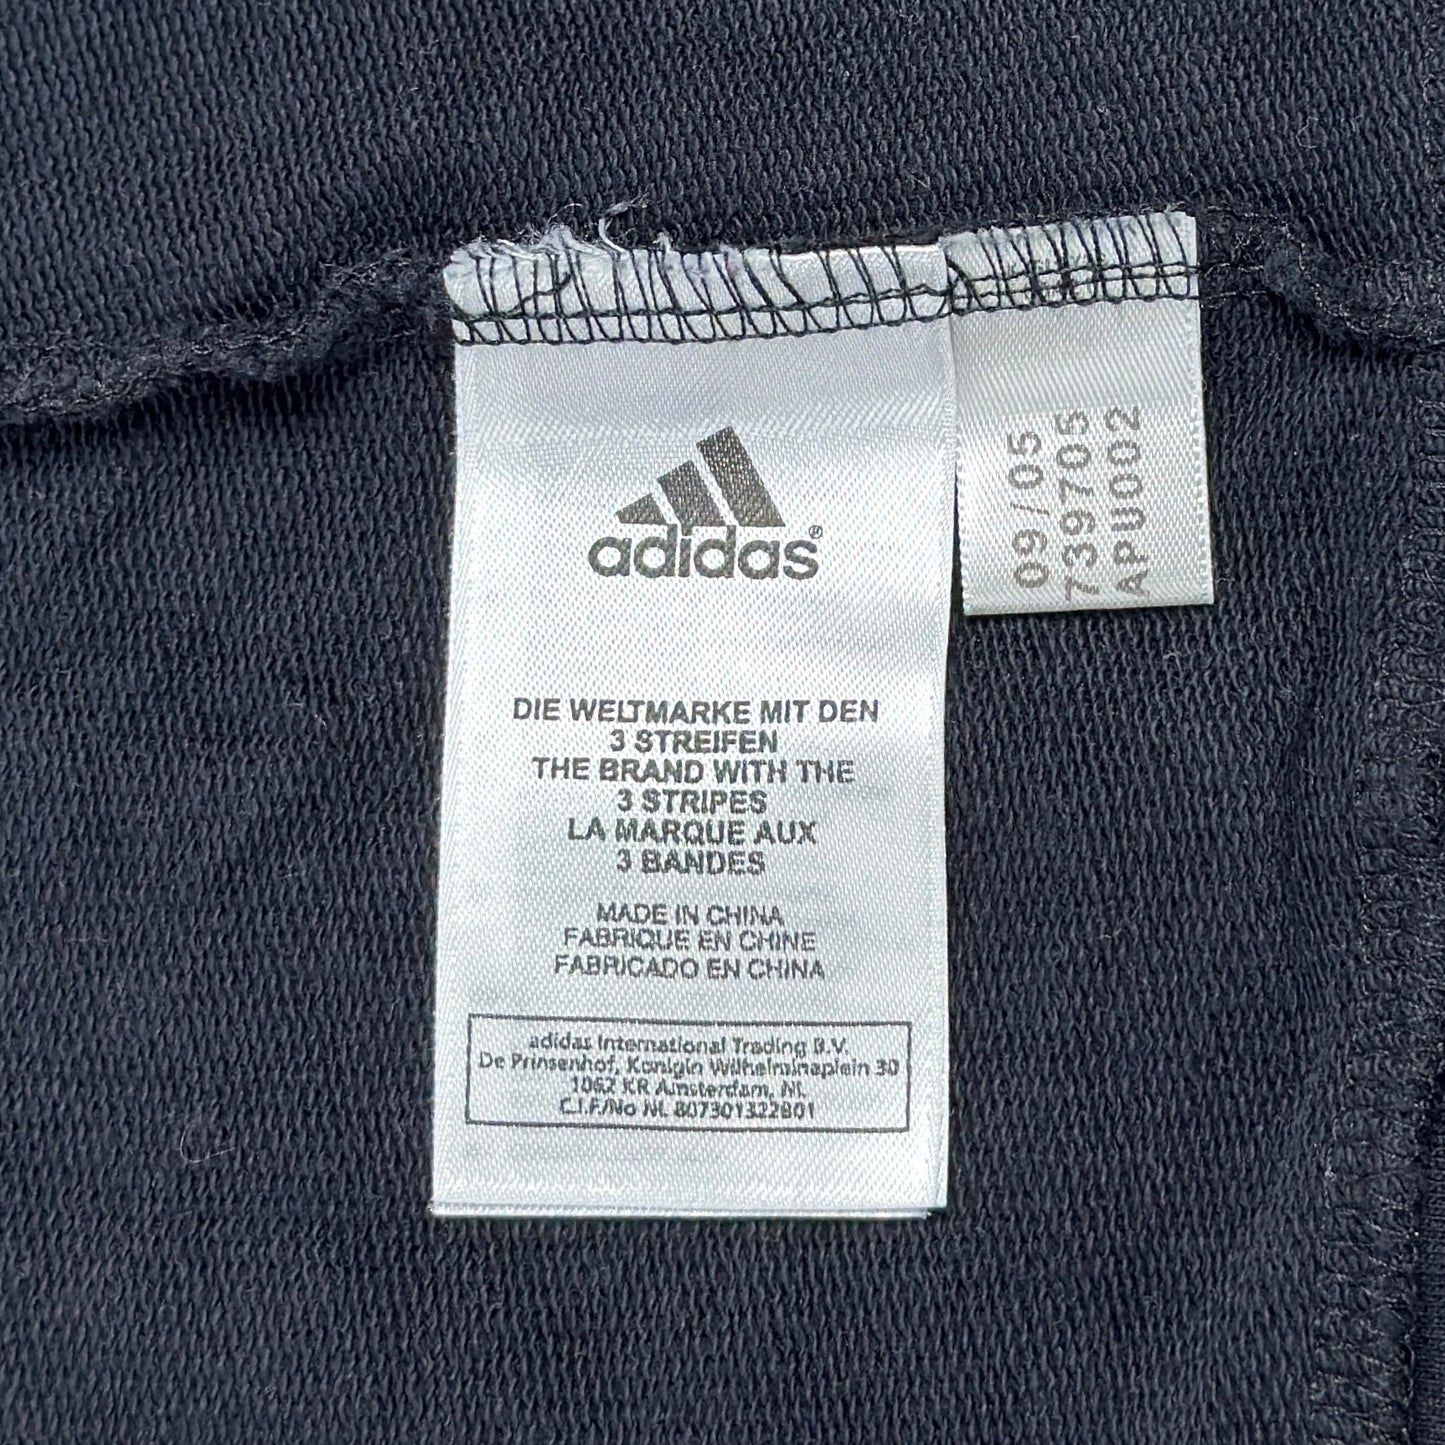 adidas®
DIE WELTMARKE MIT DEN
3 STREIFEN
THE BRAND WITH THE
3 STRIPES
LA MARQUE AUX
3 BANDES
MADE IN CHINA
FABRIQUE EN CHINE
FABRICADO EN CHINA
adidas International Trading B.V.
De Prinsenhof, Konigin Wilhelminaplein 30
1062 KR Amsterdam, NL
C.I.F./No NL 807301322B01
09/05
739705
APU002